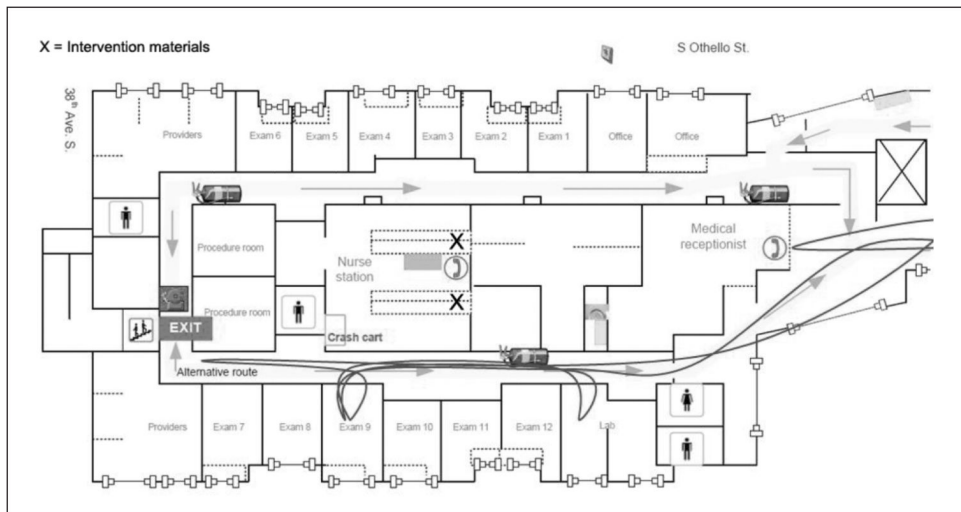 X = Intervention materials
S Othello St.
38th Ave. S.
Providers
Exam 6
Exam 5
Exam 4
Exam 3
Exam 2
Exam 1
Office
Office
Procedure room
Nurse
station
X
X
Medical
receptionist
Procedure room
EXIT
Crash cart
Alternative route
Providers
Exam 7
Exam 8
Exam 9
Exam 10
Exam 11
Exam 12
Lab